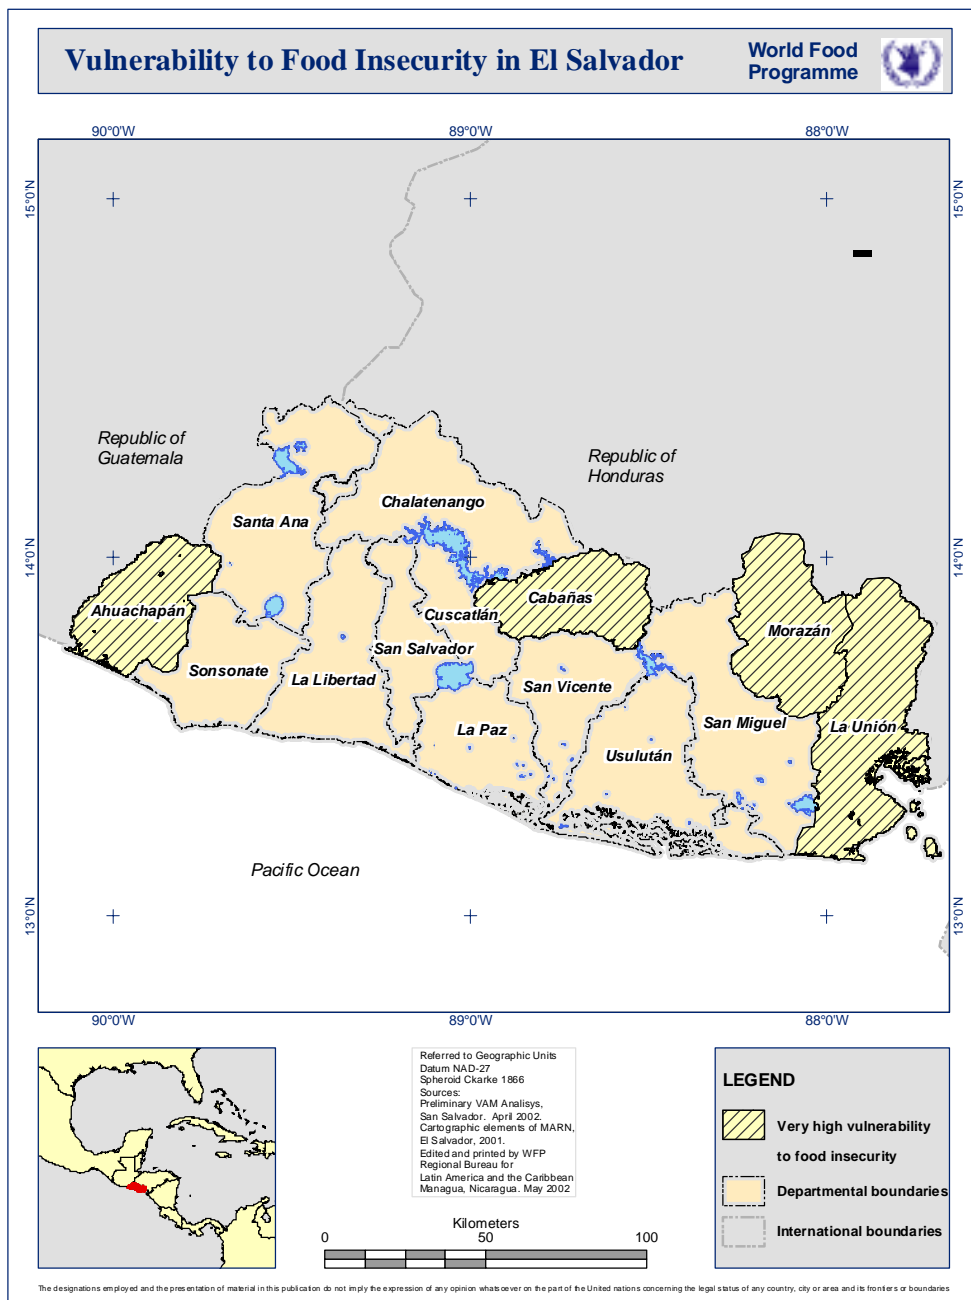 Vulnerability to Food Insecurity in El Salvador
World Food
Programme
90°0'W 89°0'W 88°0'W
15°0'N 15°0'N
Republic of
Guatemala
Republic of
Honduras
Chalatenango
Santa Ana
14°0'N 14°0'N
Cabañas
Ahuachapán
Cuscatlán
Morazán
San Salvador
Sonsonate
La Libertad
San Vicente
San Miguel
La Unión
La Paz
Usulután
Pacific Ocean
13°0'N 13°0'N
90°0'W 89°0'W 88°0'W
Referred to Geographic Units
Datum NAD-27
Spheroid Ckarke 1866
Sources:
Preliminary VAM Analisys,
San Salvador. April 2002.
Cartographic elements of MARN,
El Salvador, 2001.
Edited and printed by WFP
Regional Bureau for
Latin America and the Caribbean
Managua, Nicaragua. May 2002
Kilometers
0 50 100
LEGEND
Very high vulnerability
to food insecurity
Departmental boundaries
International boundaries
The designations employed and the presentation of material in this publication do not imply the expression of any opinion whatsoever on the part of the United nations concerning the legal status of any country, city or area and its frontiers or boundaries